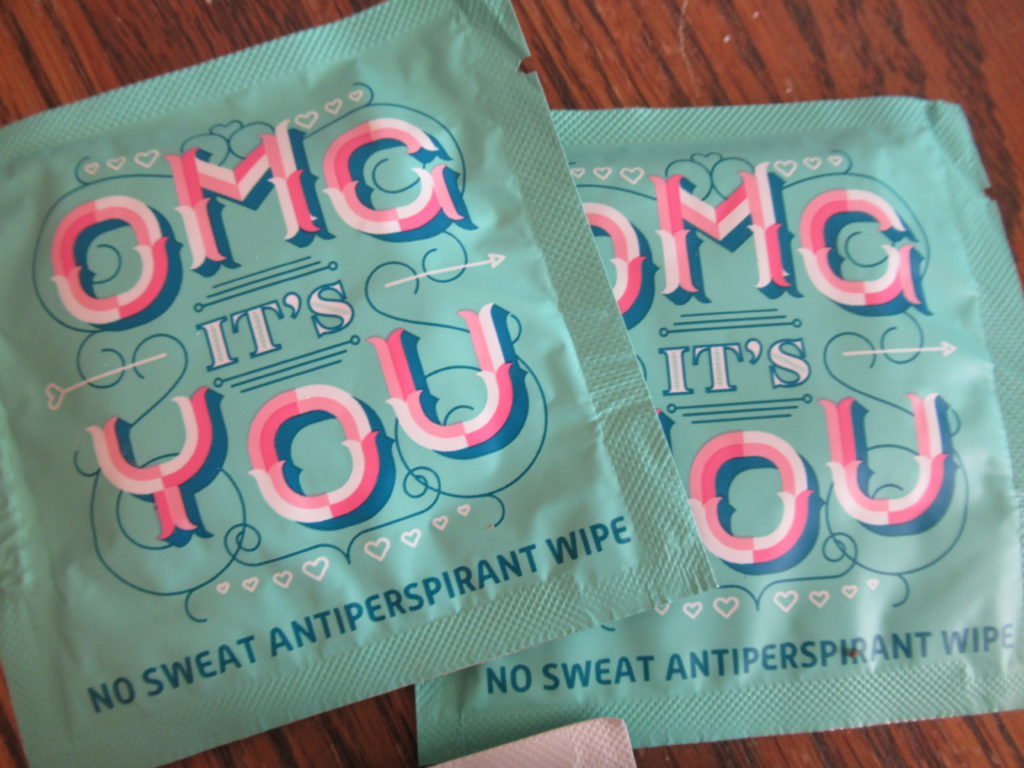 OMG
IT'S
YOU
NO SWEAT ANTIPERSPIRANT WIPE
OMG
IT'S
OU
NO SWEAT ANTIPERSPIRANT WIPE